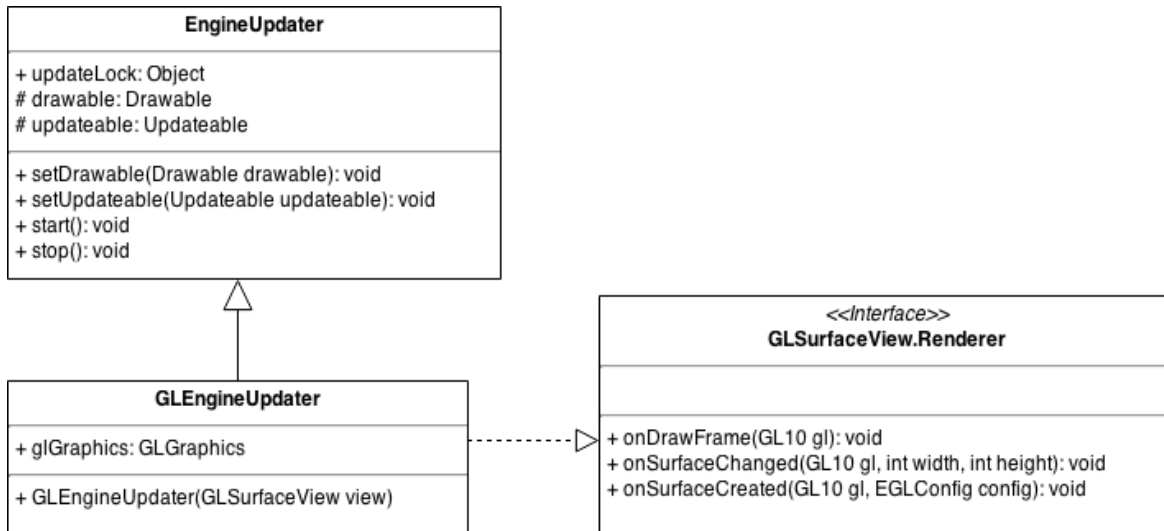 EngineUpdater
+ updateLock: Object
# drawable: Drawable
# updateable: Updateable
+ setDrawable(Drawable drawable): void
+ setUpdateable(Updateable updateable): void
+ start(): void
+ stop(): void
<<Interface>>
GLSurfaceView.Renderer
+ onDrawFrame(GL10 gl): void
+ onSurfaceChanged(GL10 gl, int width, int height): void
+ onSurfaceCreated(GL10 gl, EGLConfig config): void
GLEngineUpdater
+ glGraphics: GLGraphics
+ GLEngineUpdater(GLSurfaceView view)